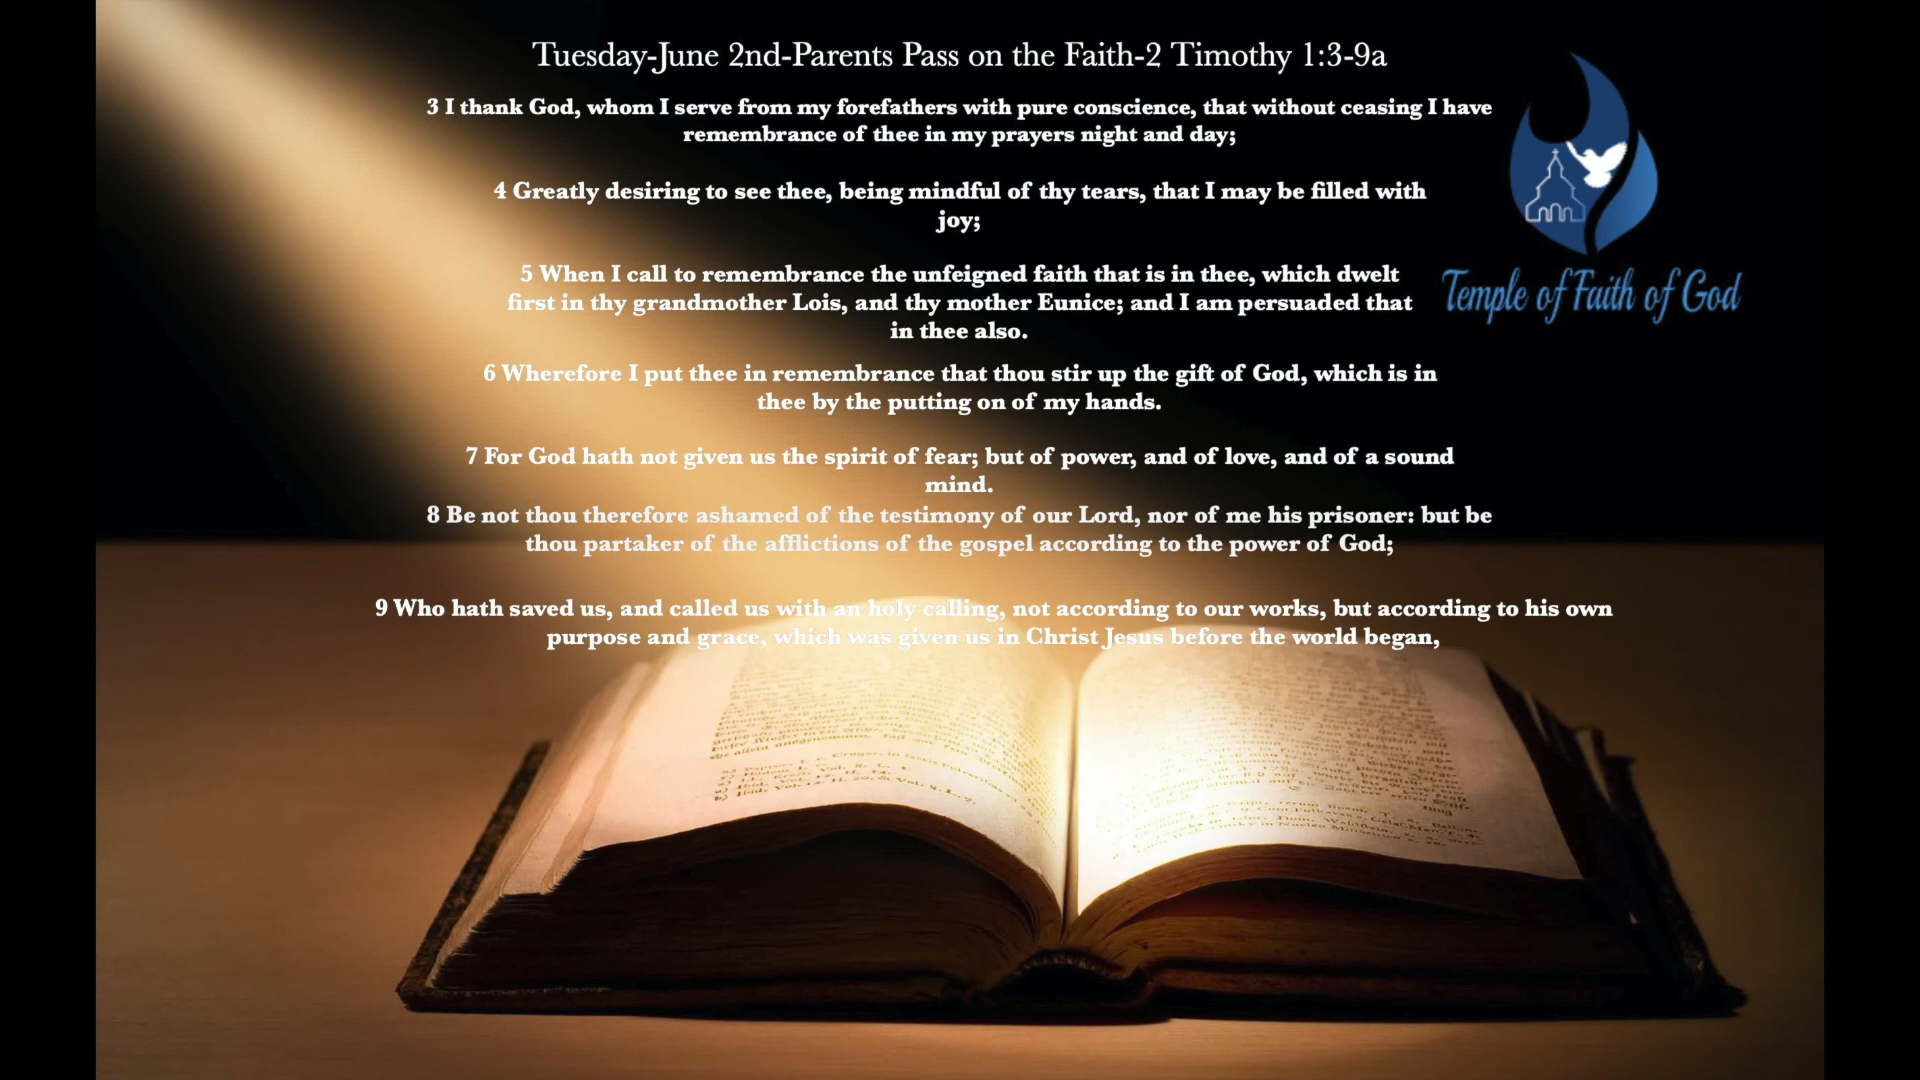 Tuesday-June 2nd-Parents Pass on the Faith-2 Timothy 1:3-9a
3 I thank God, whom I serve from my forefathers with pure conscience, that without ceasing I have
remembrance of thee in my prayers night and day;
4 Greatly desiring to see thee, being mindful of thy tears, that I may be filled with
joy;
5 When I call to remembrance the unfeigned faith that is in thee, which dwelt
first in thy grandmother Lois, and thy mother Eunice; and I am persuaded that
in thee also.
Temple of Faith of God
6 Wherefore I put thee in remembrance that thou stir up the gift of God, which is in
thee by the putting on of my hands.
7 For God hath not given us the spirit of fear; but of power, and of love, and of a sound
mind.
8 Be not thou therefore ashamed of the testimony of our Lord, nor of me his prisoner: but be
thou partaker of the afflictions of the gospel according to the power of God;
9 Who hath saved us, and called us with an holy calling, not according to our works, but according to his own
purpose and grace, which was given us in Christ Jesus before the world began,